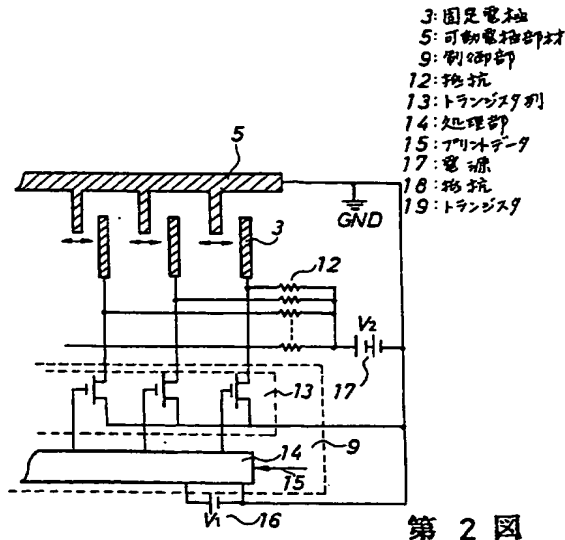 3:固定電極
5:可動電極部材
9:制御部
12:抵抗
13:トランジスタ列
14:処理部
15:プリントデータ
17:電源
18:抵抗
19:トランジスタ
5
GND
3
12
V2
17
13
9
14
15
V1 16
第 2 図